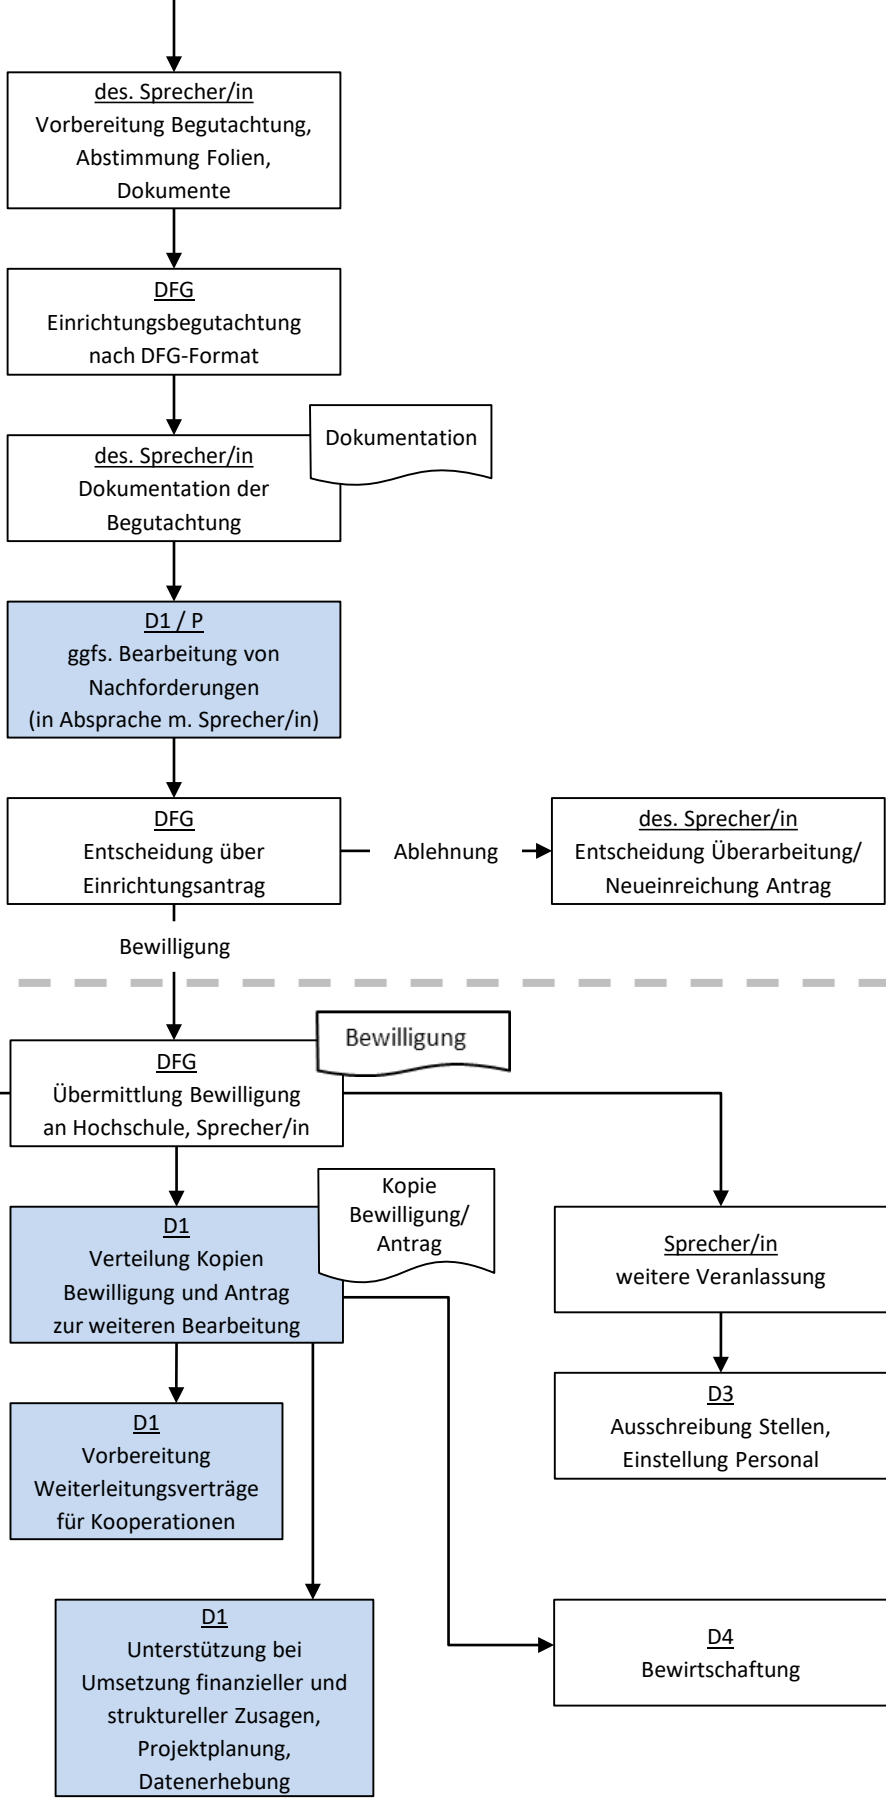 des. Sprecher/in
Vorbereitung Begutachtung,
Abstimmung Folien,
Dokumente
DFG
Einrichtungsbegutachtung
nach DFG-Format
Dokumentation
des. Sprecher/in
Dokumentation der
Begutachtung
D1 / P
ggfs. Bearbeitung von
Nachforderungen
(in Absprache m. Sprecher/in)
DFG
Entscheidung über
Einrichtungsantrag
Ablehnung
des. Sprecher/in
Entscheidung Überarbeitung/
Neueinreichung Antrag
Bewilligung
Bewilligung
DFG
Übermittlung Bewilligung
an Hochschule, Sprecher/in
Kopie
Bewilligung/
Antrag
D1
Verteilung Kopien
Bewilligung und Antrag
zur weiteren Bearbeitung
Sprecher/in
weitere Veranlassung
D3
Ausschreibung Stellen,
Einstellung Personal
D1
Vorbereitung
Weiterleitungsverträge
für Kooperationen
D1
Unterstützung bei
Umsetzung finanzieller und
struktureller Zusagen,
Projektplanung,
Datenerhebung
D4
Bewirtschaftung